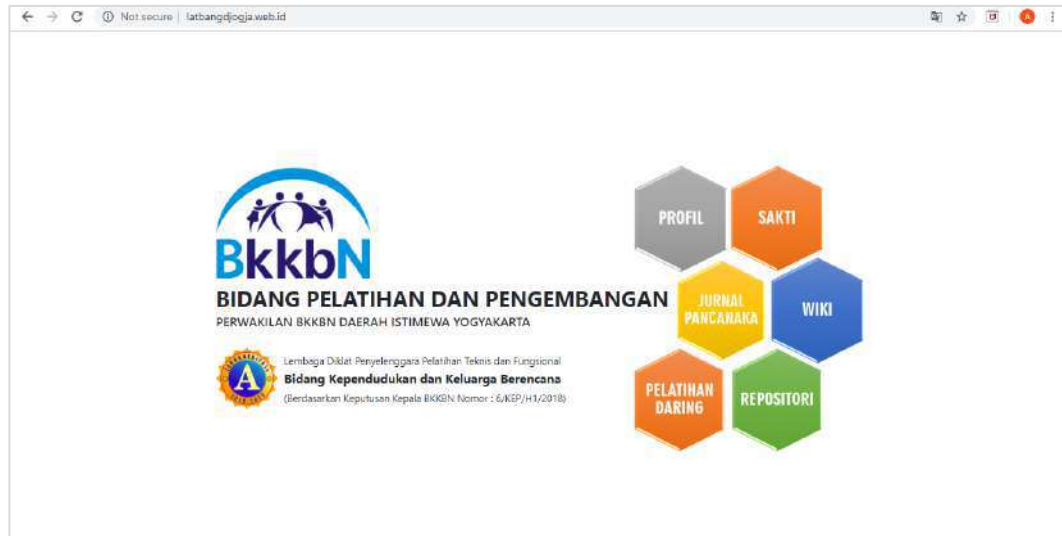 Not secure | latbangdjogja.web.id
BkkbN
BIDANG PELATIHAN DAN PENGEMBANGAN
PERWAKILAN BKKBN DAERAH ISTIMEWA YOGYAKARTA
A
Lembaga Diklat Penyelenggara Pelatihan Teknis dan Fungsional
Bidang Kependudukan dan Keluarga Berencana
(Berdasarkan Keputusan Kepala BKKBN Nomor : 6/KEP/H1/2018)
PROFIL
SAKTI
JURNAL
PANCANAKA
WIKI
PELATIHAN
DARING
REPOSITORI